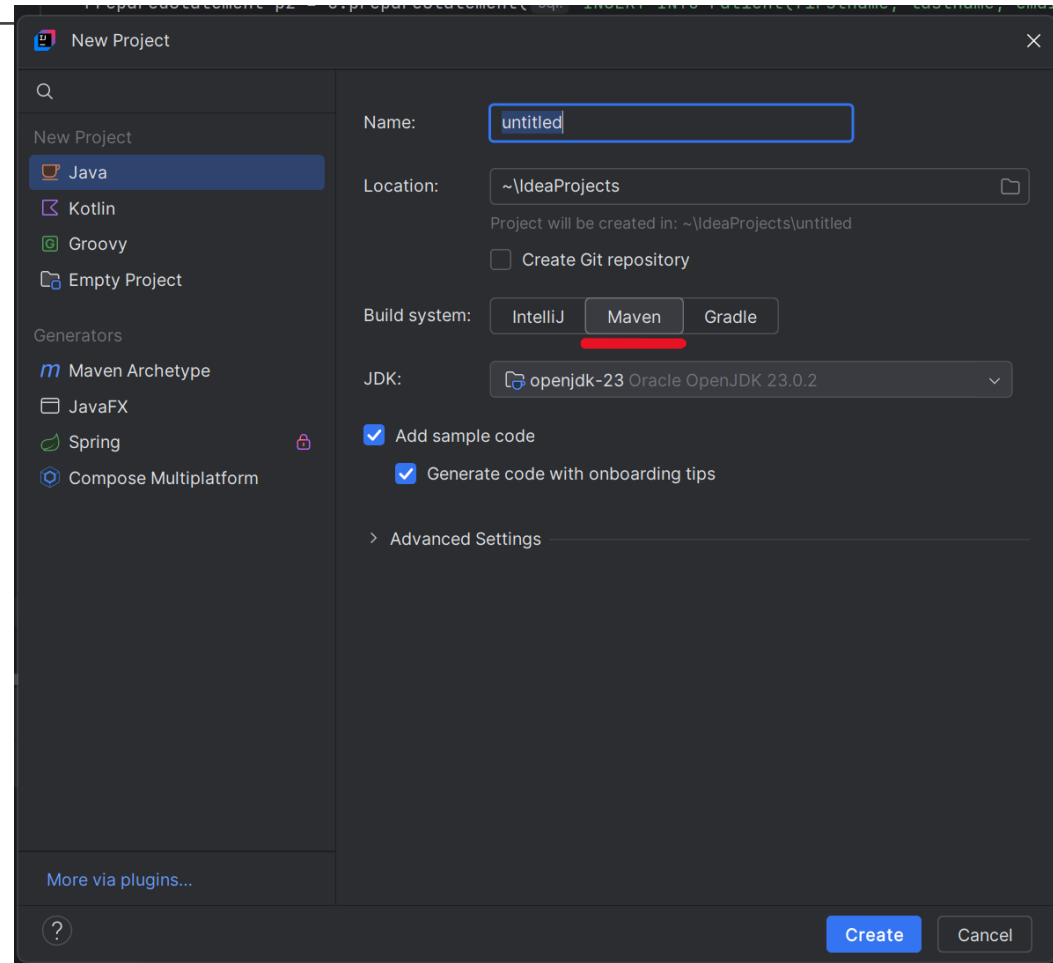 New Project
New Project
Java
Kotlin
Groovy
Empty Project
Generators
Maven Archetype
JavaFX
Spring
Compose Multiplatform
More via plugins...
Name: untitled
Location: ~\IdeaProjects
Project will be created in: ~\IdeaProjects\untitled
Create Git repository
Build system: IntelliJ Maven Gradle
JDK: openjdk-23 Oracle OpenJDK 23.0.2
Add sample code
Generate code with onboarding tips
Advanced Settings
?
Create Cancel